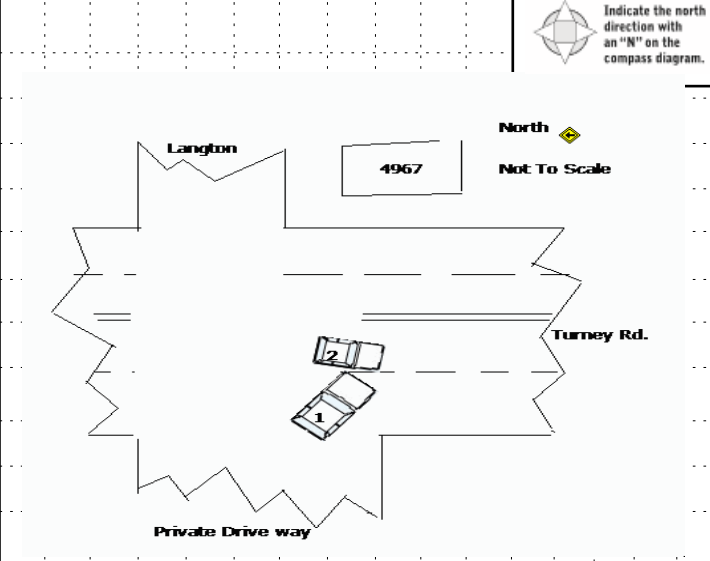 Indicate the north
direction with
an "N" on the
compass diagram.
North
Langton
4967
Not To Scale
Turney Rd.
2
1
Private Drive way